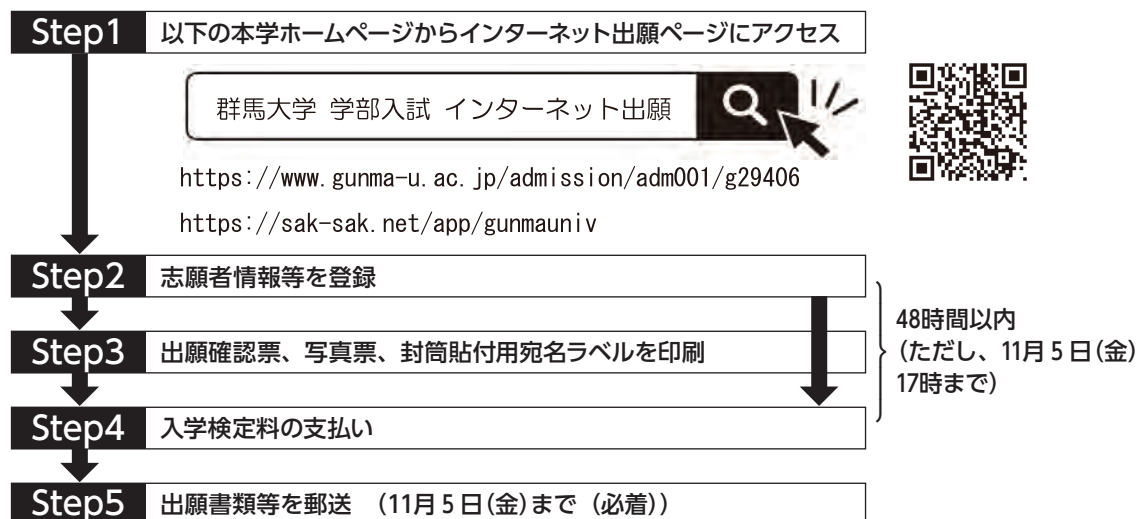 Step1 以下の本学ホームページからインターネット出願ページにアクセス
群馬大学 学部入試 インターネット出願
https://www.gunma-u.ac.jp/admission/adm001/g29406
https://sak-sak.net/app/gunmauniv
Step2 志願者情報等を登録
48時間以内
(ただし、11月5日(金)
17時まで)
Step3 出願確認票、写真票、封筒貼付用宛名ラベルを印刷
Step4 入学検定料の支払い
Step5 出願書類等を郵送 (11月5日(金)まで (必着))